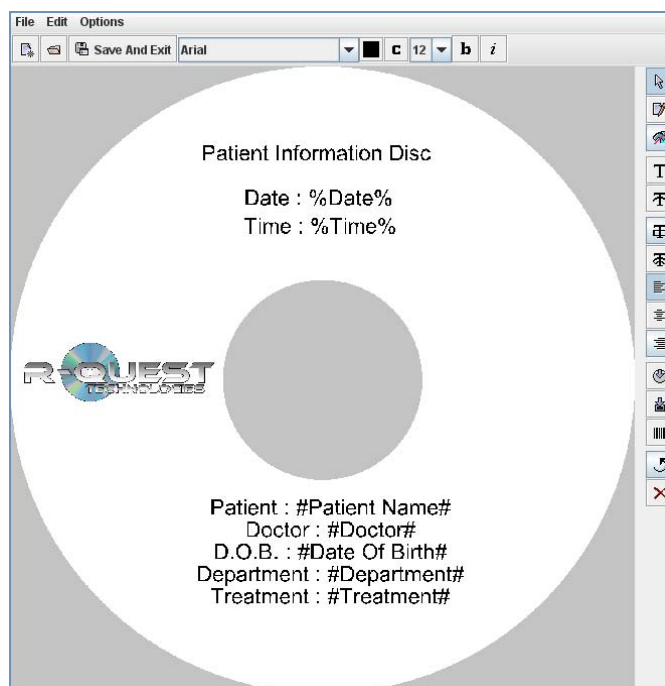 File Edit Options
Save And Exit Arial C 12 b i
Patient Information Disc
Date : %Date%
Time : %Time%
R-QUEST
TECHNOLOGIES
Patient : #Patient Name#
Doctor : #Doctor#
D.O.B. : #Date Of Birth#
Department : #Department#
Treatment : #Treatment#